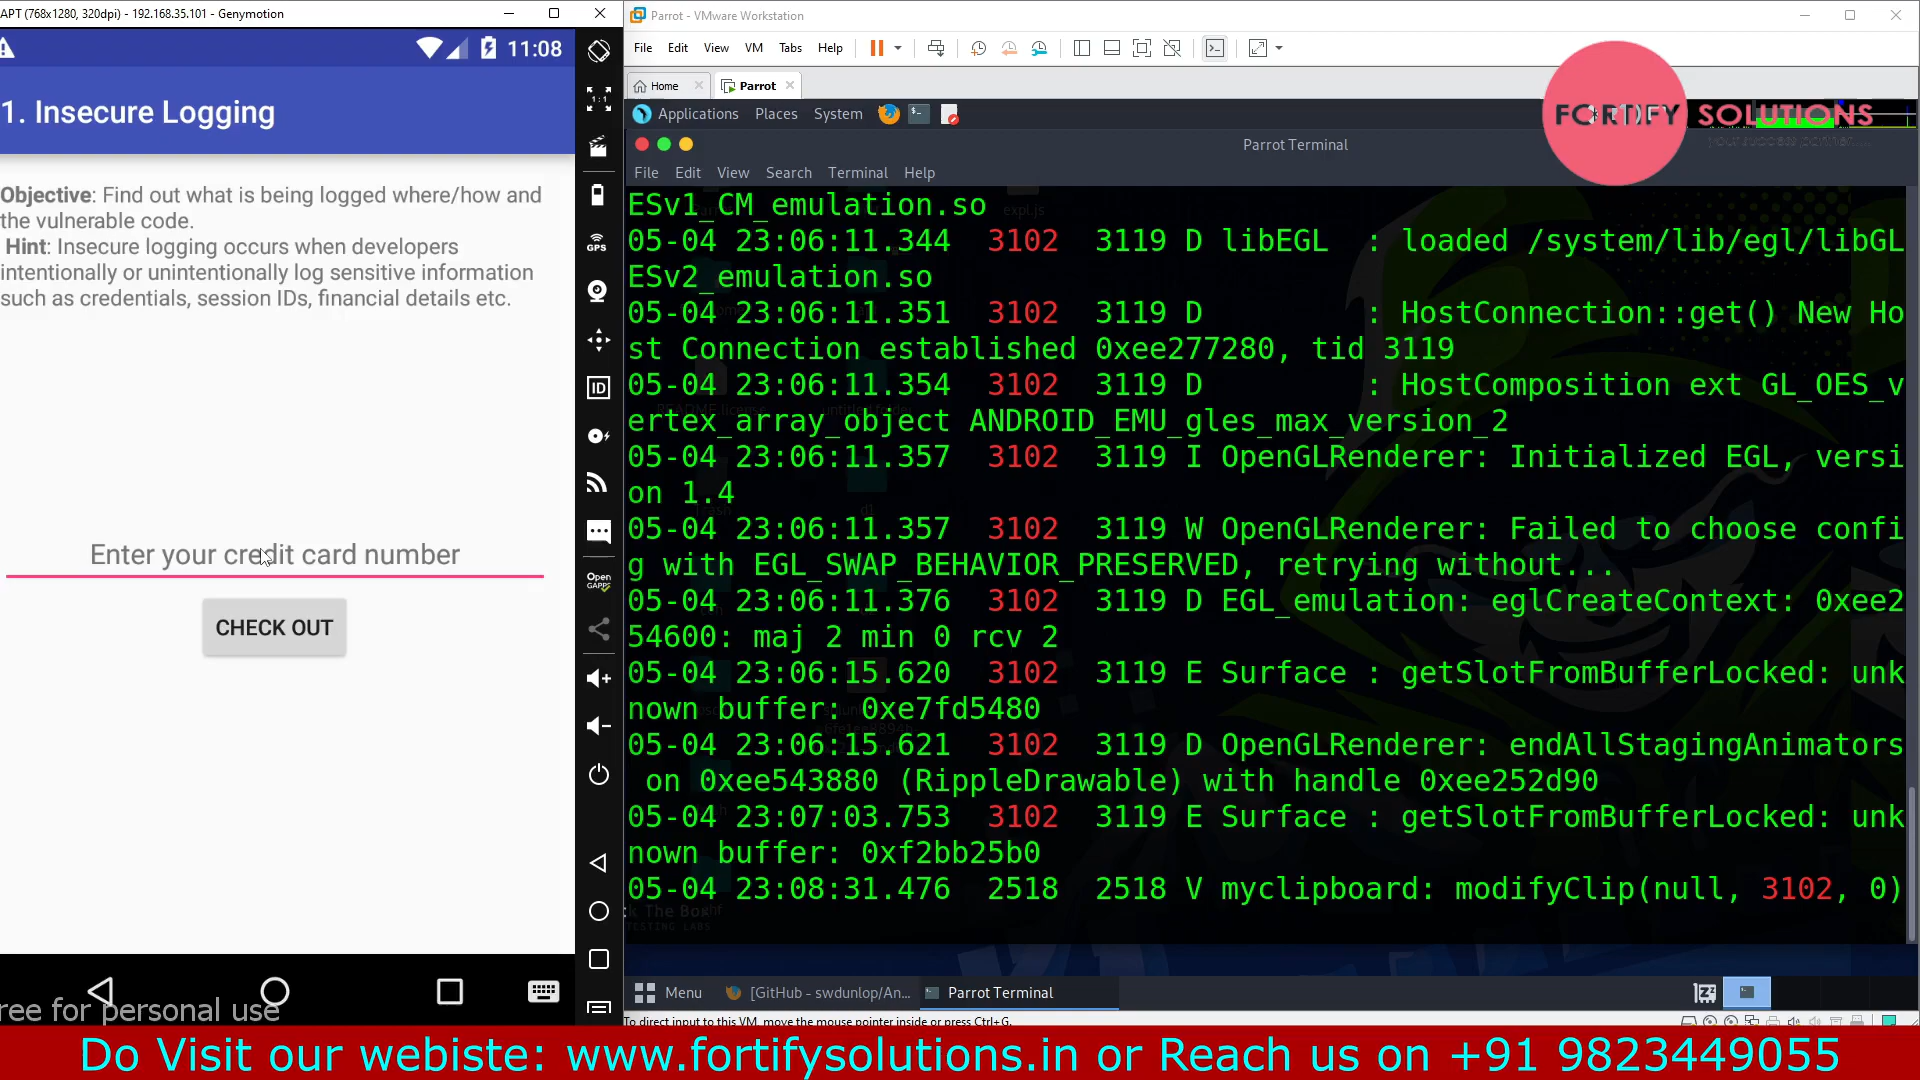 APT (768x1280, 320dpi) - 192.168.35.101 - Genymotion
11:08
1. Insecure Logging
Objective: Find out what is being logged where/how and
the vulnerable code.
Hint: Insecure logging occurs when developers
intentionally or unintentionally log sensitive information
such as credentials, session IDs, financial details etc.
Enter your credit card number
CHECK OUT
ree for personal use
1:1
GPS
ID
Open
GAPPS
Parrot - VMware Workstation
File Edit View VM Tabs Help
Home Parrot
Applications Places System
FORTIFY SOLUTIONS
Parrot Terminal
File Edit View Search Terminal Help
ESv1_CM_emulation.so
05-04 23:06:11.344 3102 3119 D libEGL : loaded /system/lib/egl/libGL
ESv2_emulation.so
05-04 23:06:11.351 3102 3119 D : HostConnection::get() New Ho
st Connection established 0xee277280, tid 3119
05-04 23:06:11.354 3102 3119 D : HostComposition ext GL_OES_v
ertex_array_object ANDROID_EMU_gles_max_version_2
05-04 23:06:11.357 3102 3119 I OpenGLRenderer: Initialized EGL, versi
on 1.4
05-04 23:06:11.357 3102 3119 W OpenGLRenderer: Failed to choose confi
g with EGL_SWAP_BEHAVIOR_PRESERVED, retrying without...
05-04 23:06:11.376 3102 3119 D EGL_emulation: eglCreateContext: 0xee2
54600: maj 2 min 0 rcv 2
05-04 23:06:15.620 3102 3119 E Surface : getSlotFromBufferLocked: unk
nown buffer: 0xe7fd5480
05-04 23:06:15.621 3102 3119 D OpenGLRenderer: endAllStagingAnimators
on 0xee543880 (RippleDrawable) with handle 0xee252d90
05-04 23:07:03.753 3102 3119 E Surface : getSlotFromBufferLocked: unk
nown buffer: 0xf2bb25b0
05-04 23:08:31.476 2518 2518 V myclipboard: modifyClip(null, 3102, 0)
Menu [GitHub - swdunlop/An... Parrot Terminal
To direct input to this VM, move the mouse pointer inside or press Ctrl+G.
Do Visit our webiste: www.fortifysolutions.in or Reach us on +91 9823449055